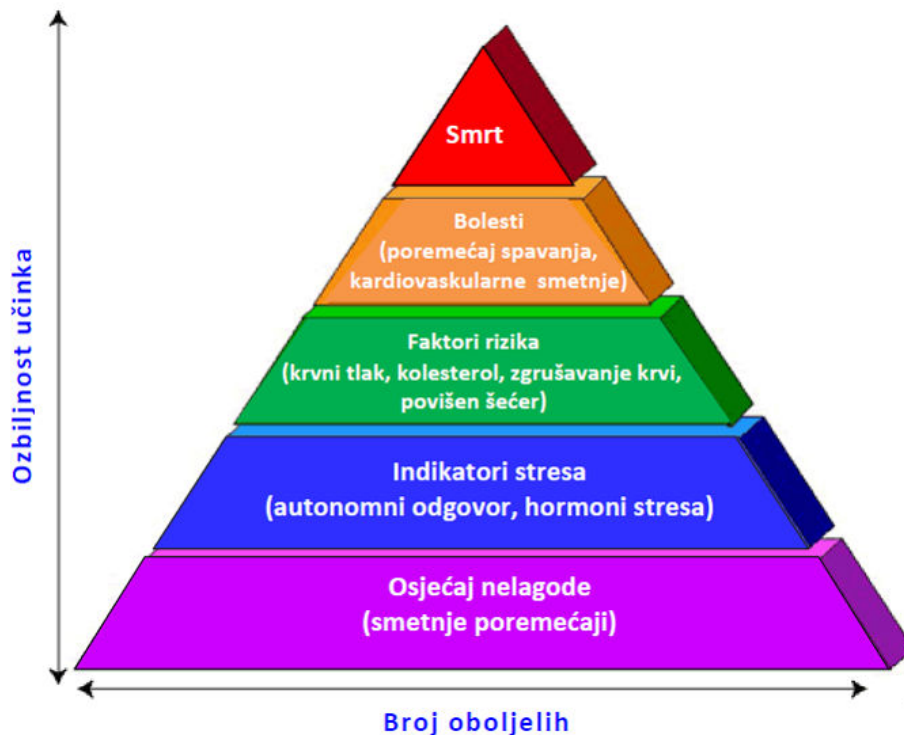 Smrt
Bolesti
(poremećaj spavanja,
kardiovaskularne smetnje)
Faktori rizika
(krvni tlak, kolesterol, zgrušavanje krvi,
povišen šećer)
Indikatori stresa
(autonomni odgovor, hormoni stresa)
Osjećaj nelagode
(smetnje poremećaji)
Ozbiljnost učinka
Broj oboljelih